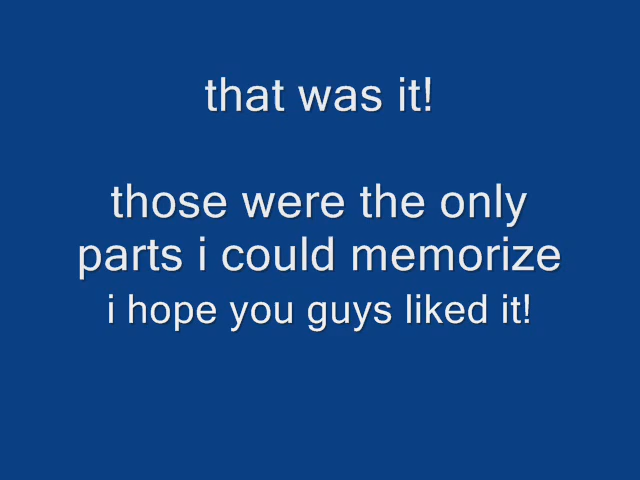 that was it!
those were the only
parts i could memorize
i hope you guys liked it!